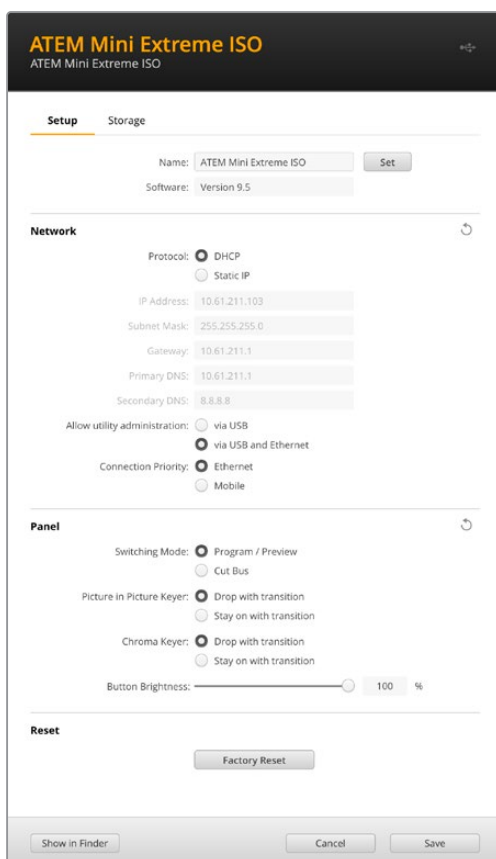 ATEM Mini Extreme ISO
ATEM Mini Extreme ISO
Setup Storage
Name: ATEM Mini Extreme ISO Set
Software: Version 9.5
Network
Protocol: DHCP
Static IP
IP Address: 10.61.211.103
Subnet Mask: 255.255.255.0
Gateway: 10.61.211.1
Primary DNS: 10.61.211.1
Secondary DNS: 8.8.8.8
Allow utility administration: via USB
via USB and Ethernet
Connection Priority: Ethernet
Mobile
Panel
Switching Mode: Program / Preview
Cut Bus
Picture in Picture Keyer: Drop with transition
Stay on with transition
Chroma Keyer: Drop with transition
Stay on with transition
Button Brightness: 100 %
Reset
Factory Reset
Show in Finder Cancel Save